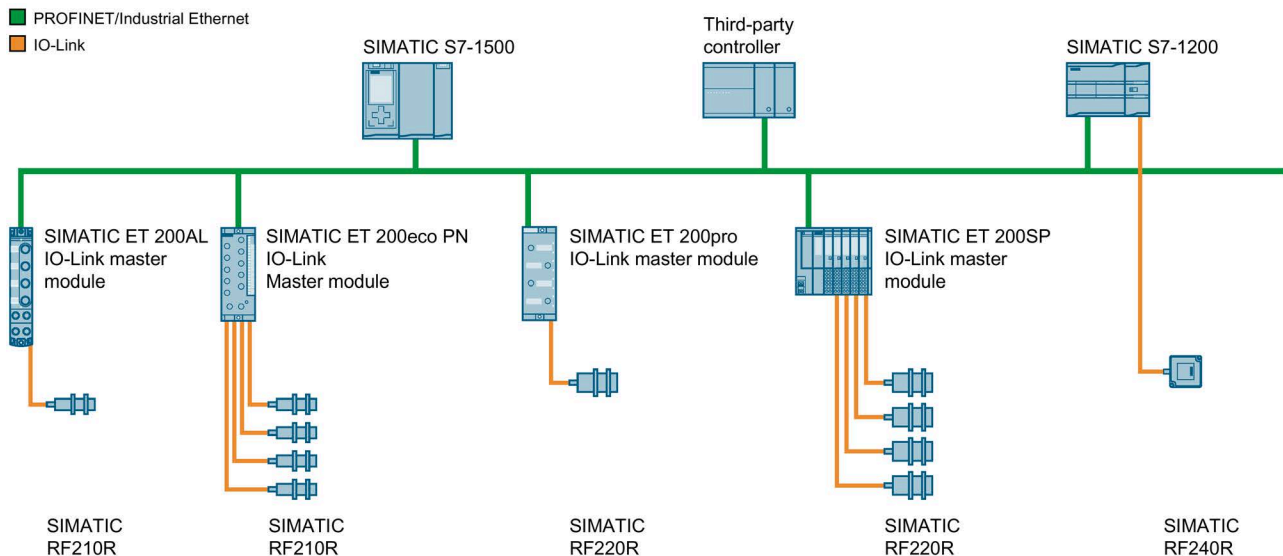 PROFINET/Industrial Ethernet
IO-Link
SIMATIC S7-1500
Third-party
controller
SIMATIC S7-1200
SIMATIC ET 200AL
IO-Link master
module
SIMATIC ET 200eco PN
IO-Link
Master module
SIMATIC ET 200pro
IO-Link master module
SIMATIC ET 200SP
IO-Link master
module
SIMATIC
RF210R
SIMATIC
RF210R
SIMATIC
RF220R
SIMATIC
RF220R
SIMATIC
RF240R